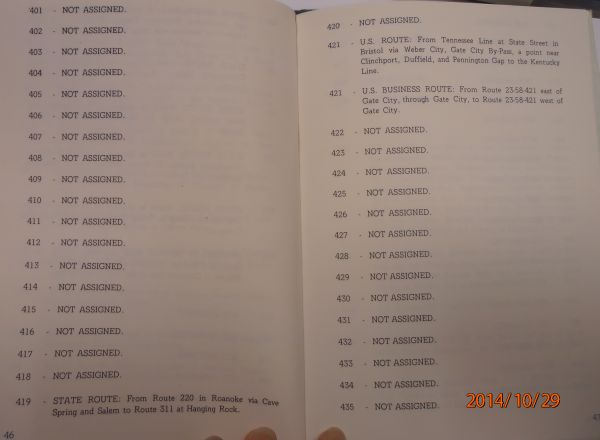 401 - NOT ASSIGNED.
402 - NOT ASSIGNED.
403 - NOT ASSIGNED.
404 - NOT ASSIGNED.
405 - NOT ASSIGNED.
406 - NOT ASSIGNED.
407 - NOT ASSIGNED.
408 - NOT ASSIGNED.
409 - NOT ASSIGNED.
410 - NOT ASSIGNED.
411 - NOT ASSIGNED.
412 - NOT ASSIGNED.
413 - NOT ASSIGNED.
414 - NOT ASSIGNED.
415 - NOT ASSIGNED.
416 - NOT ASSIGNED.
417 - NOT ASSIGNED.
418 - NOT ASSIGNED.
419 - STATE ROUTE: From Route 220 in Roanoke via Cave
Spring and Salem to Route 311 at Hanging Rock.
46
420 - NOT ASSIGNED.
421 - U.S. ROUTE: From Tennessee Line at State Street in
Bristol via Weber City, Gate City By-Pass, a point near
Clinchport, Duffield, and Pennington Gap to the Kentucky
Line.
421 - U.S. BUSINESS ROUTE: From Route 23-58-421 east of
Gate City, through Gate City, to Route 23-58-421 west of
Gate City.
422 - NOT ASSIGNED.
423 - NOT ASSIGNED.
424 - NOT ASSIGNED.
425 - NOT ASSIGNED.
426 - NOT ASSIGNED.
427 - NOT ASSIGNED.
428 - NOT ASSIGNED.
429 - NOT ASSIGNED.
430 - NOT ASSIGNED.
431 - NOT ASSIGNED.
432 - NOT ASSIGNED.
433 - NOT ASSIGNED.
434 - NOT ASSIGNED.
435 - NOT ASSIGNED.
2014/10/29